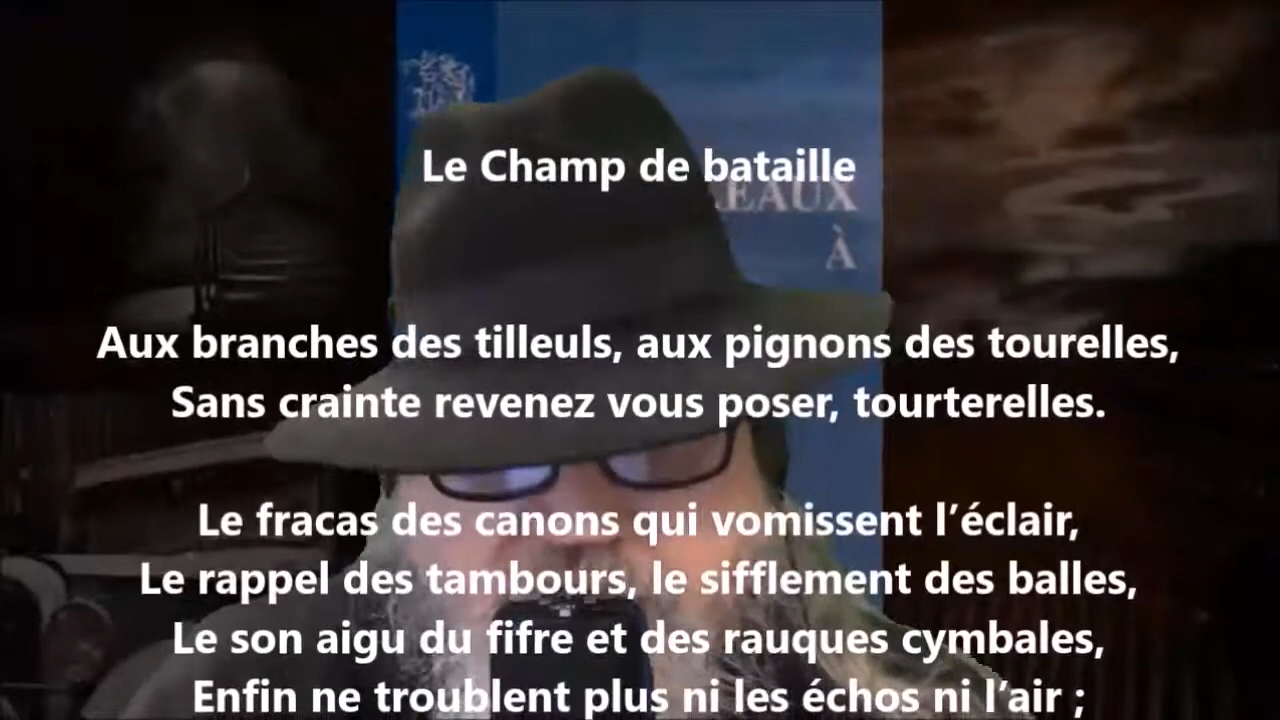 Le Champ de bataille
EAUX
À
Aux branches des tilleuls, aux pignons des tourelles,
Sans crainte revenez vous poser, tourterelles.
Le fracas des canons qui vomissent l’éclair,
Le rappel des tambours, le sifflement des balles,
Le son aigu du fifre et des rauques cymbales,
Enfin ne troublent plus ni les échos ni l’air ;